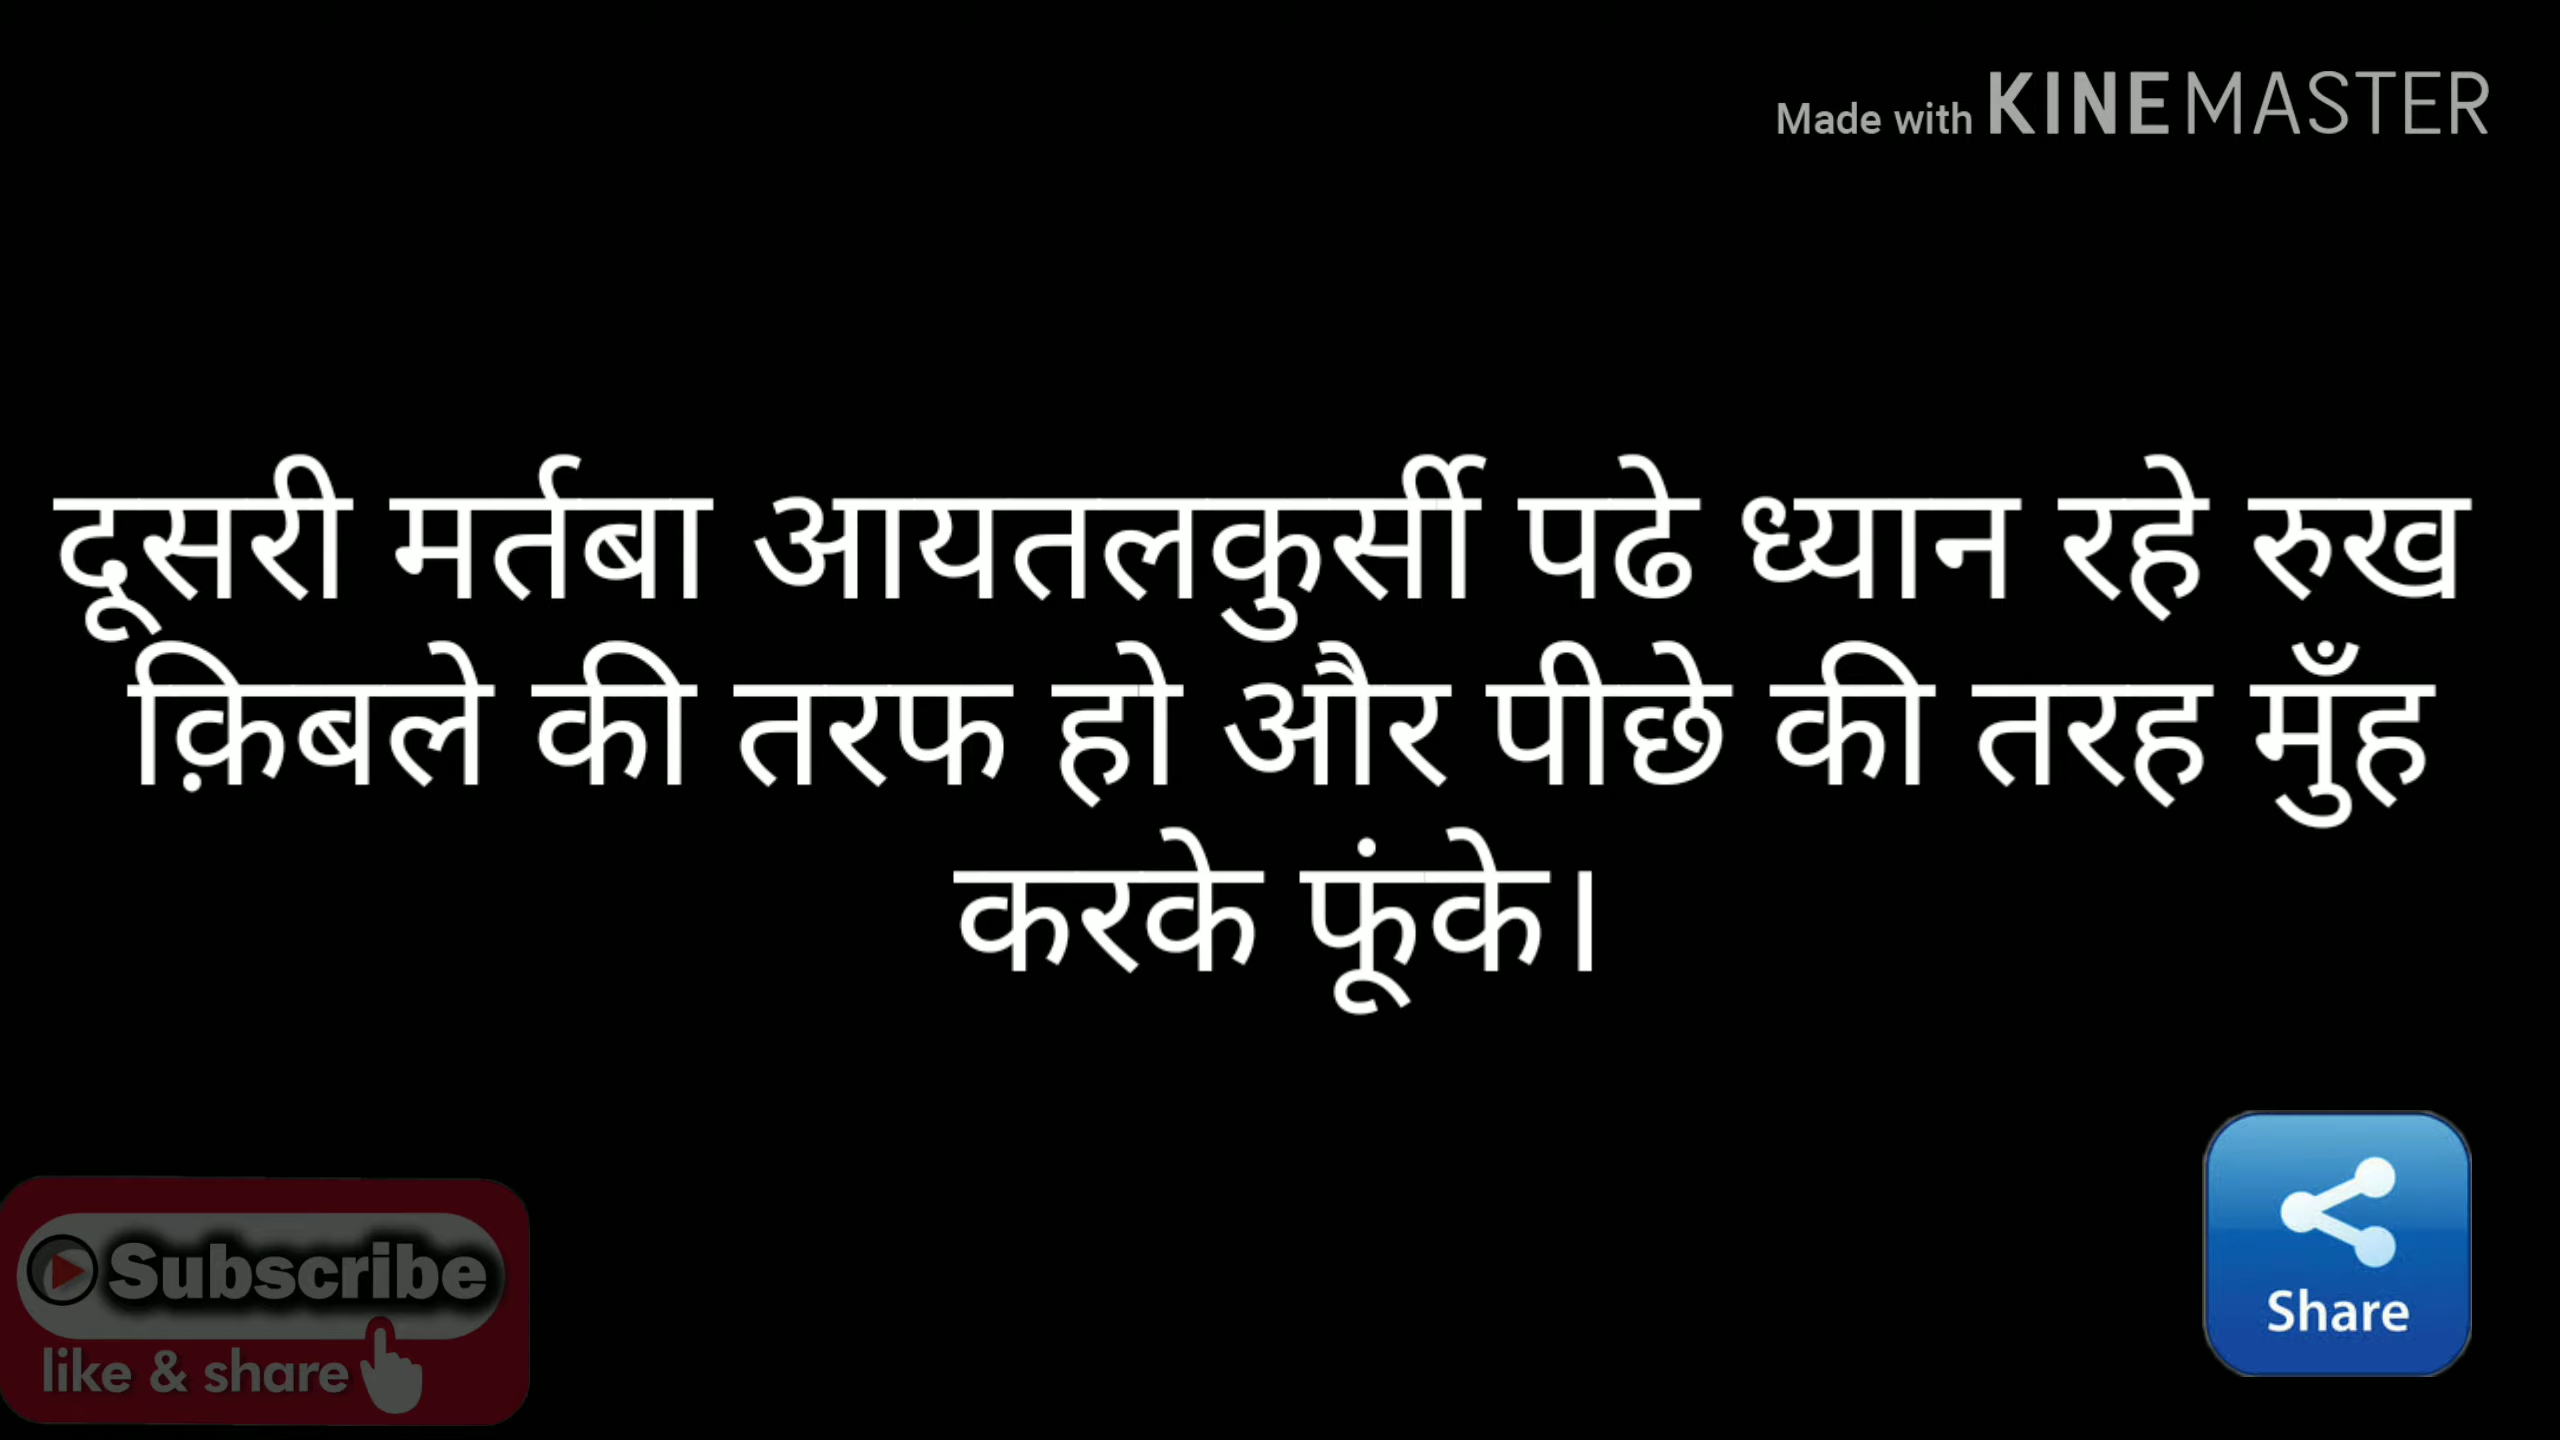 Made with KINEMASTER
दूसरी मर्तबा आयतलकुर्सी पढे ध्यान रहे रुख
क़िबले की तरफ हो और पीछे की तरह मुँह
करके फूंके।
Subscribe
like & share
Share